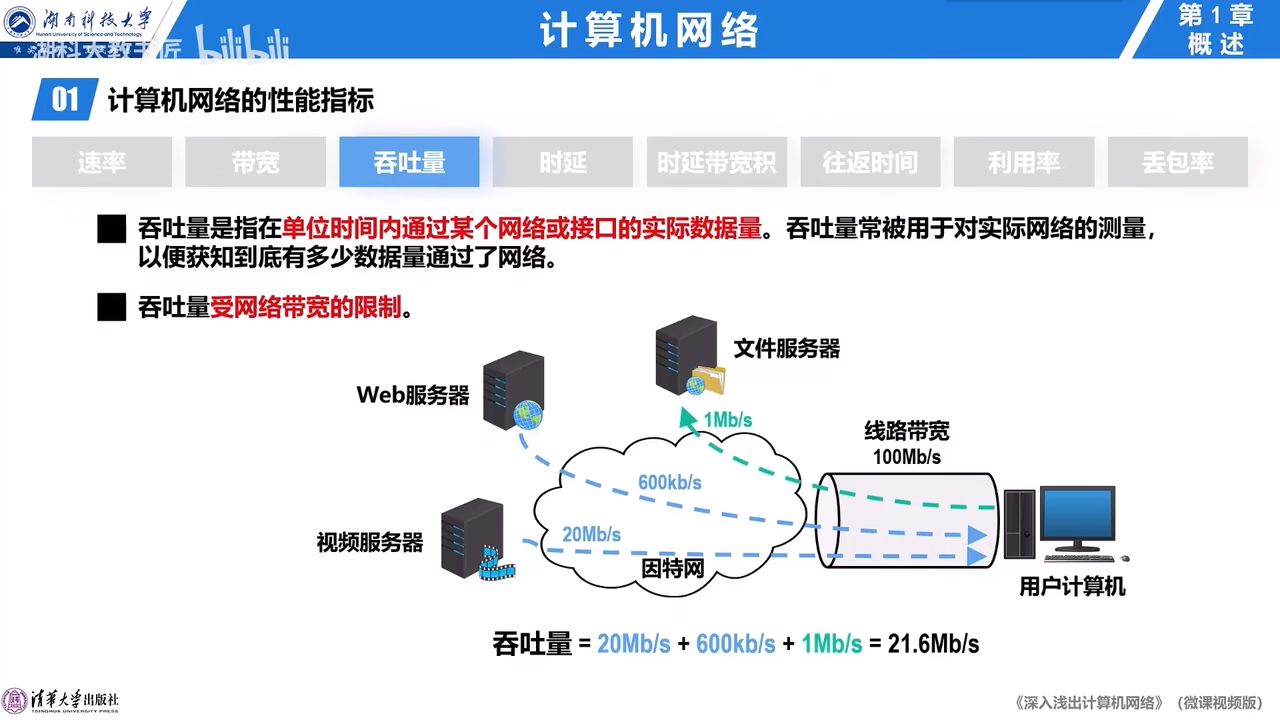 湖南科技大学
Hunan University of Science and Technology
湖科大教书匠
bilibili
计算机网络
第1章
概述
01 计算机网络的性能指标
速率 带宽 吞吐量 时延 时延带宽积 往返时间 利用率 丢包率
吞吐量是指在单位时间内通过某个网络或接口的实际数据量。吞吐量常被用于对实际网络的测量,
以便获知到底有多少数据量通过了网络。
吞吐量受网络带宽的限制。
文件服务器
Web服务器
1Mb/s
线路带宽
100Mb/s
600kb/s
20Mb/s
视频服务器
因特网
用户计算机
吞吐量 = 20Mb/s + 600kb/s + 1Mb/s = 21.6Mb/s
清华大学出版社
TSINGHUA UNIVERSITY PRESS
《深入浅出计算机网络》(微课视频版)